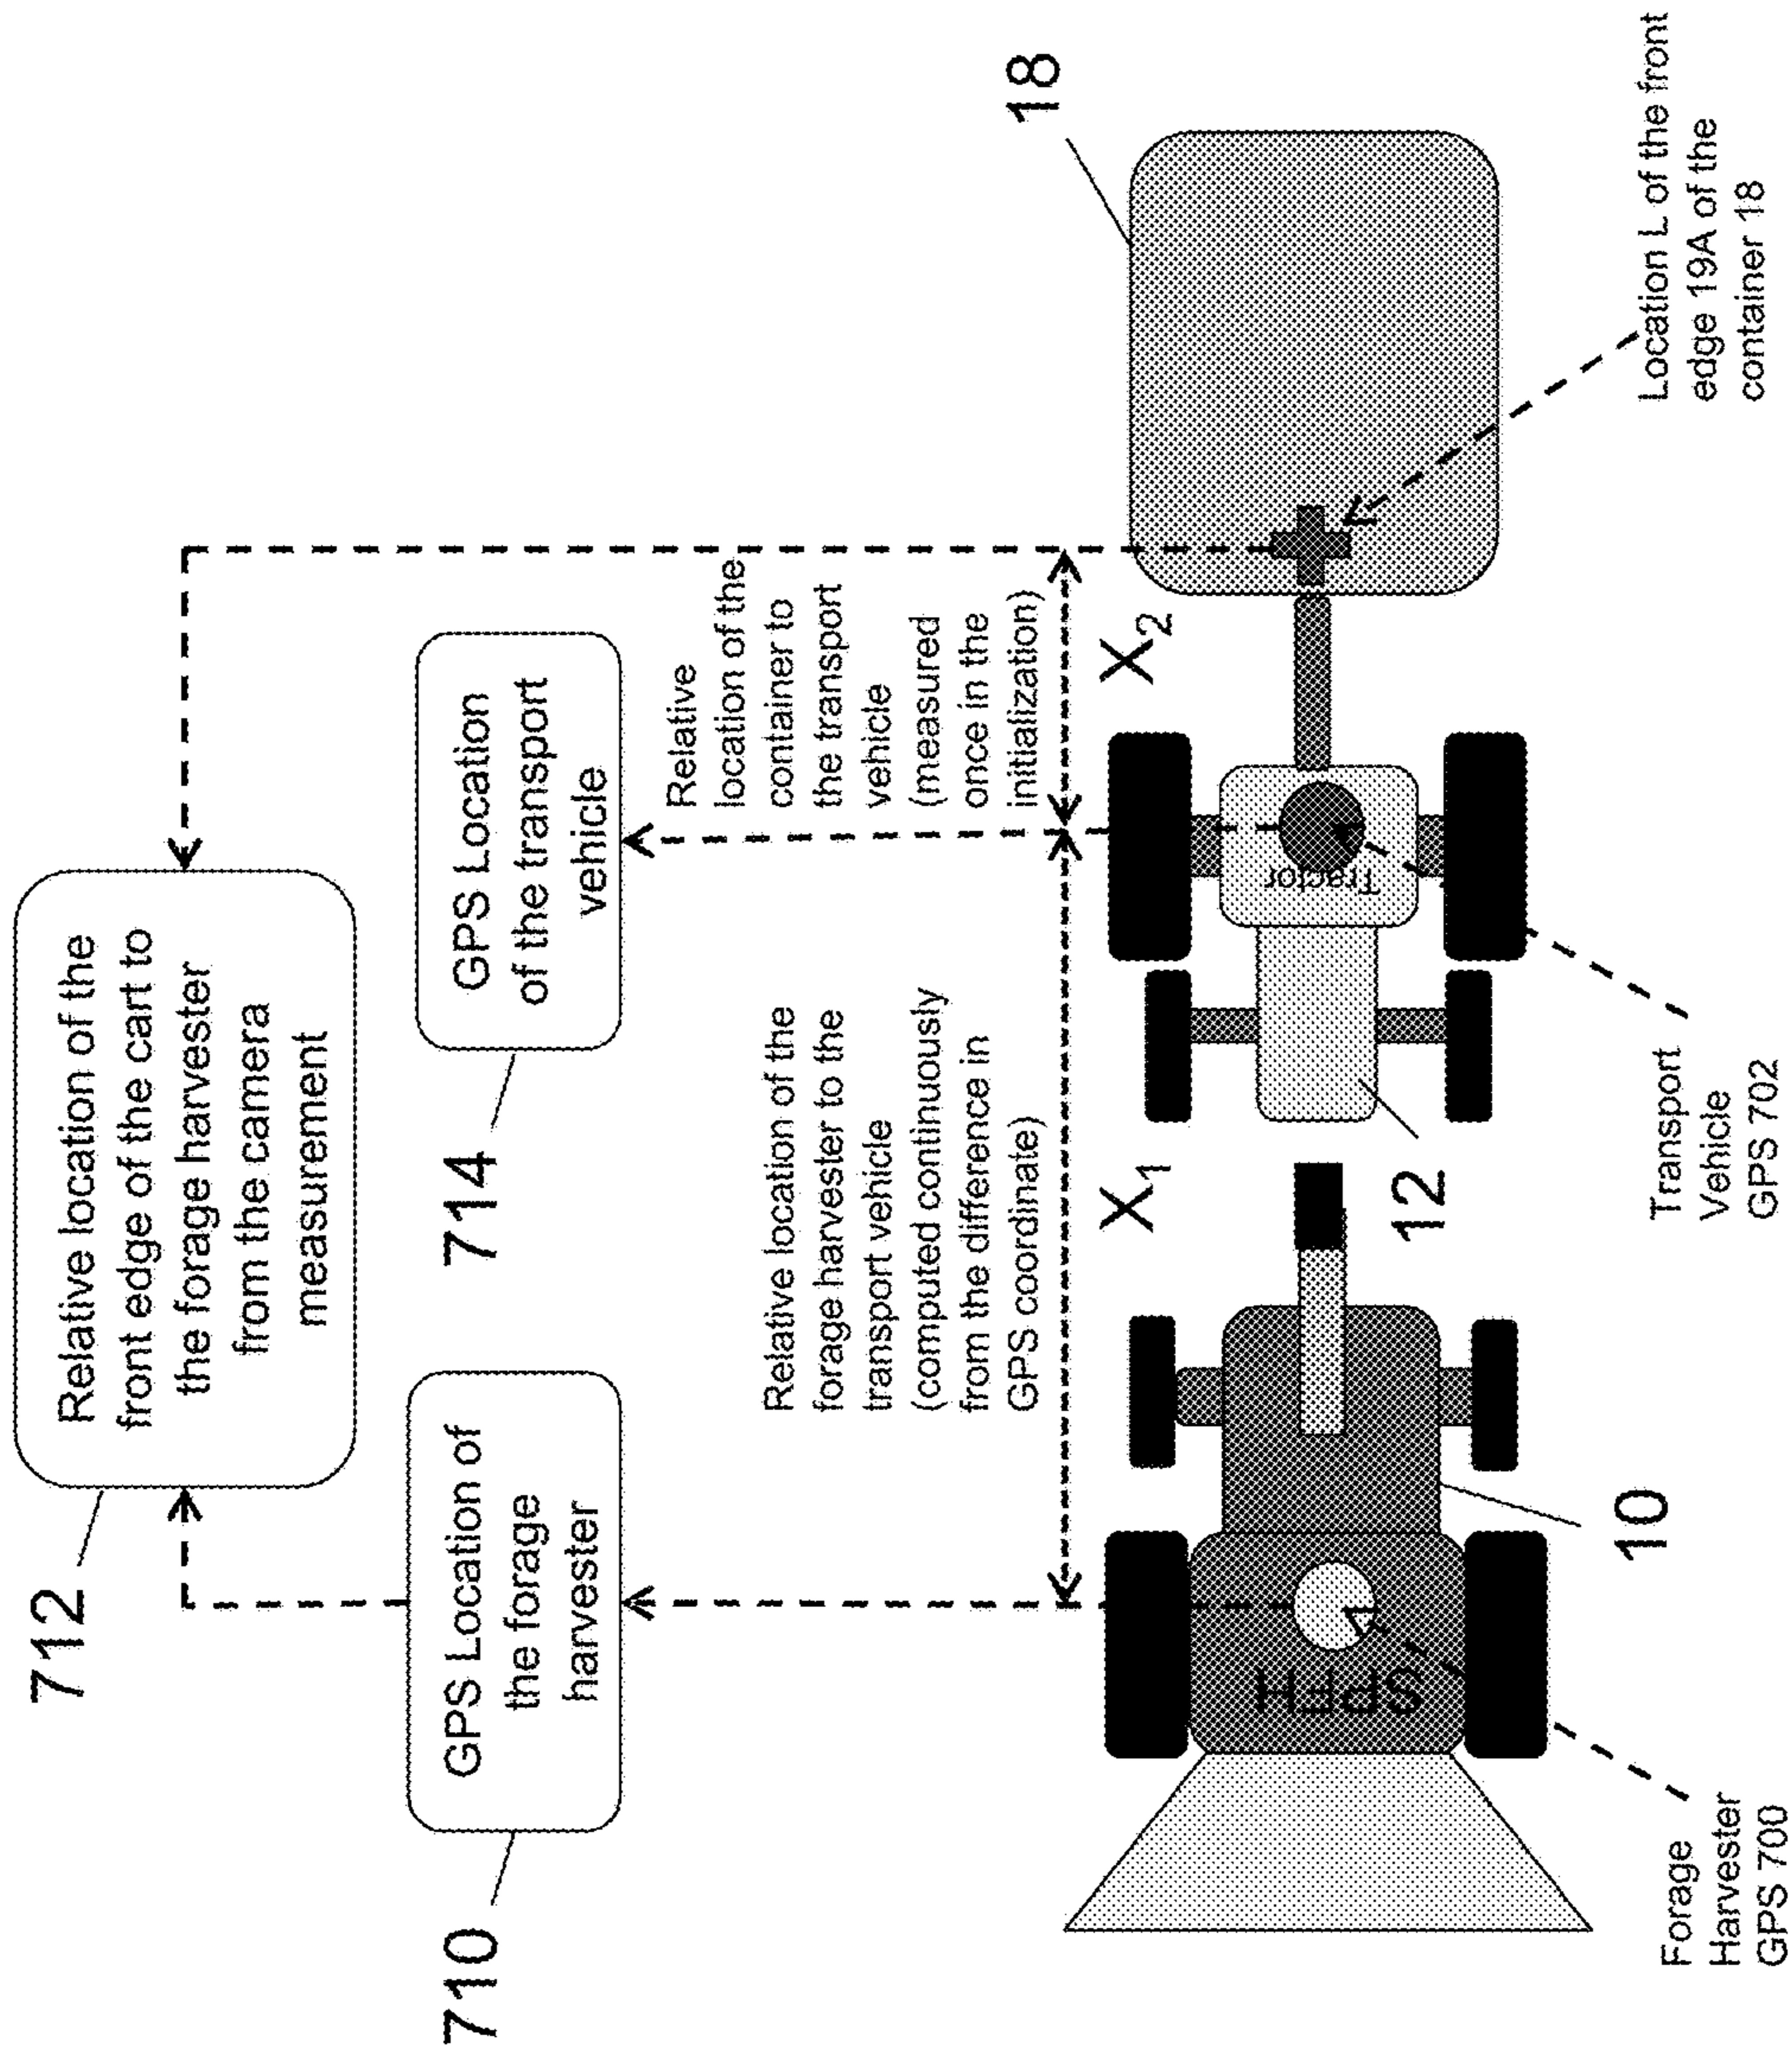 712
Relative location of the
front edge of the cart to
the forage harvester
from the camera
measurement
710
GPS Location of
the forage
harvester
714
GPS Location
of the transport
vehicle
Relative location of the
forage harvester to the
transport vehicle
(computed continuously
from the difference in
GPS coordinate)
Relative
location of the
container to
the transport
vehicle
(measured
once in the
initialization)
X1
X2
18
SPFH
Tractor
10
12
Forage
Harvester
GPS 700
Transport
Vehicle
GPS 702
Location L of the front
edge 19A of the
container 18